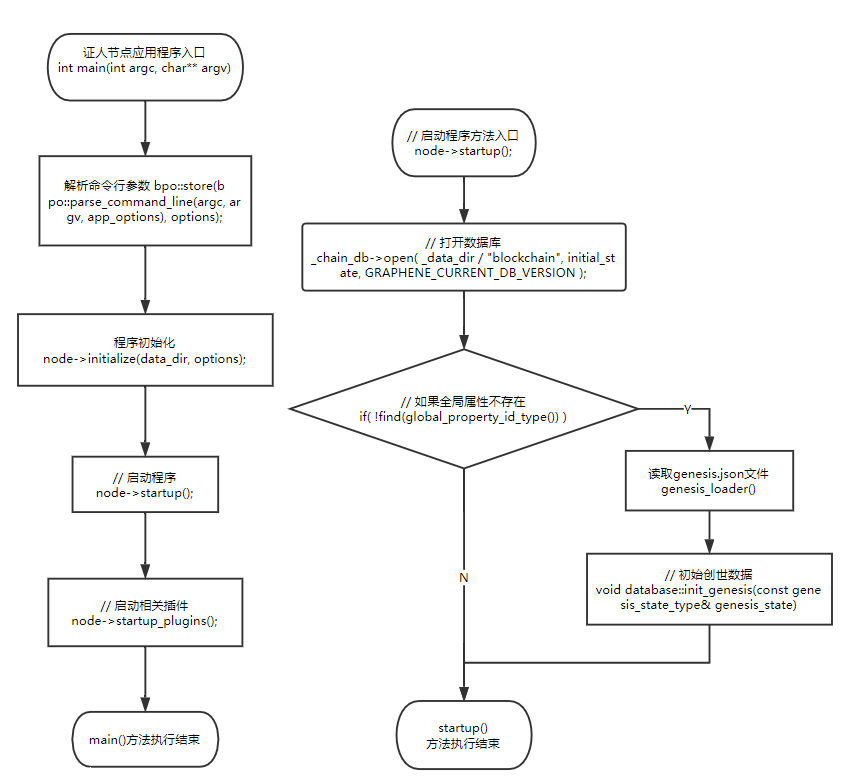 证人节点应用程序入口
int main(int argc, char** argv)
解析命令行参数 bpo::store(b
po::parse_command_line(argc, ar
gv, app_options), options);
程序初始化
node->initialize(data_dir, options);
// 启动程序
node->startup();
// 启动相关插件
node->startup_plugins();
main()方法执行结束
// 启动程序方法入口
node->startup();
// 打开数据库
_chain_db->open( _data_dir / "blockchain", initial_st
ate, GRAPHENE_CURRENT_DB_VERSION );
// 如果全局属性不存在
if( !find(global_property_id_type()) )
Y
读取genesis.json文件
genesis_loader()
// 初始创世数据
void database::init_genesis(const gene
sis_state_type& genesis_state)
N
startup()
方法执行结束